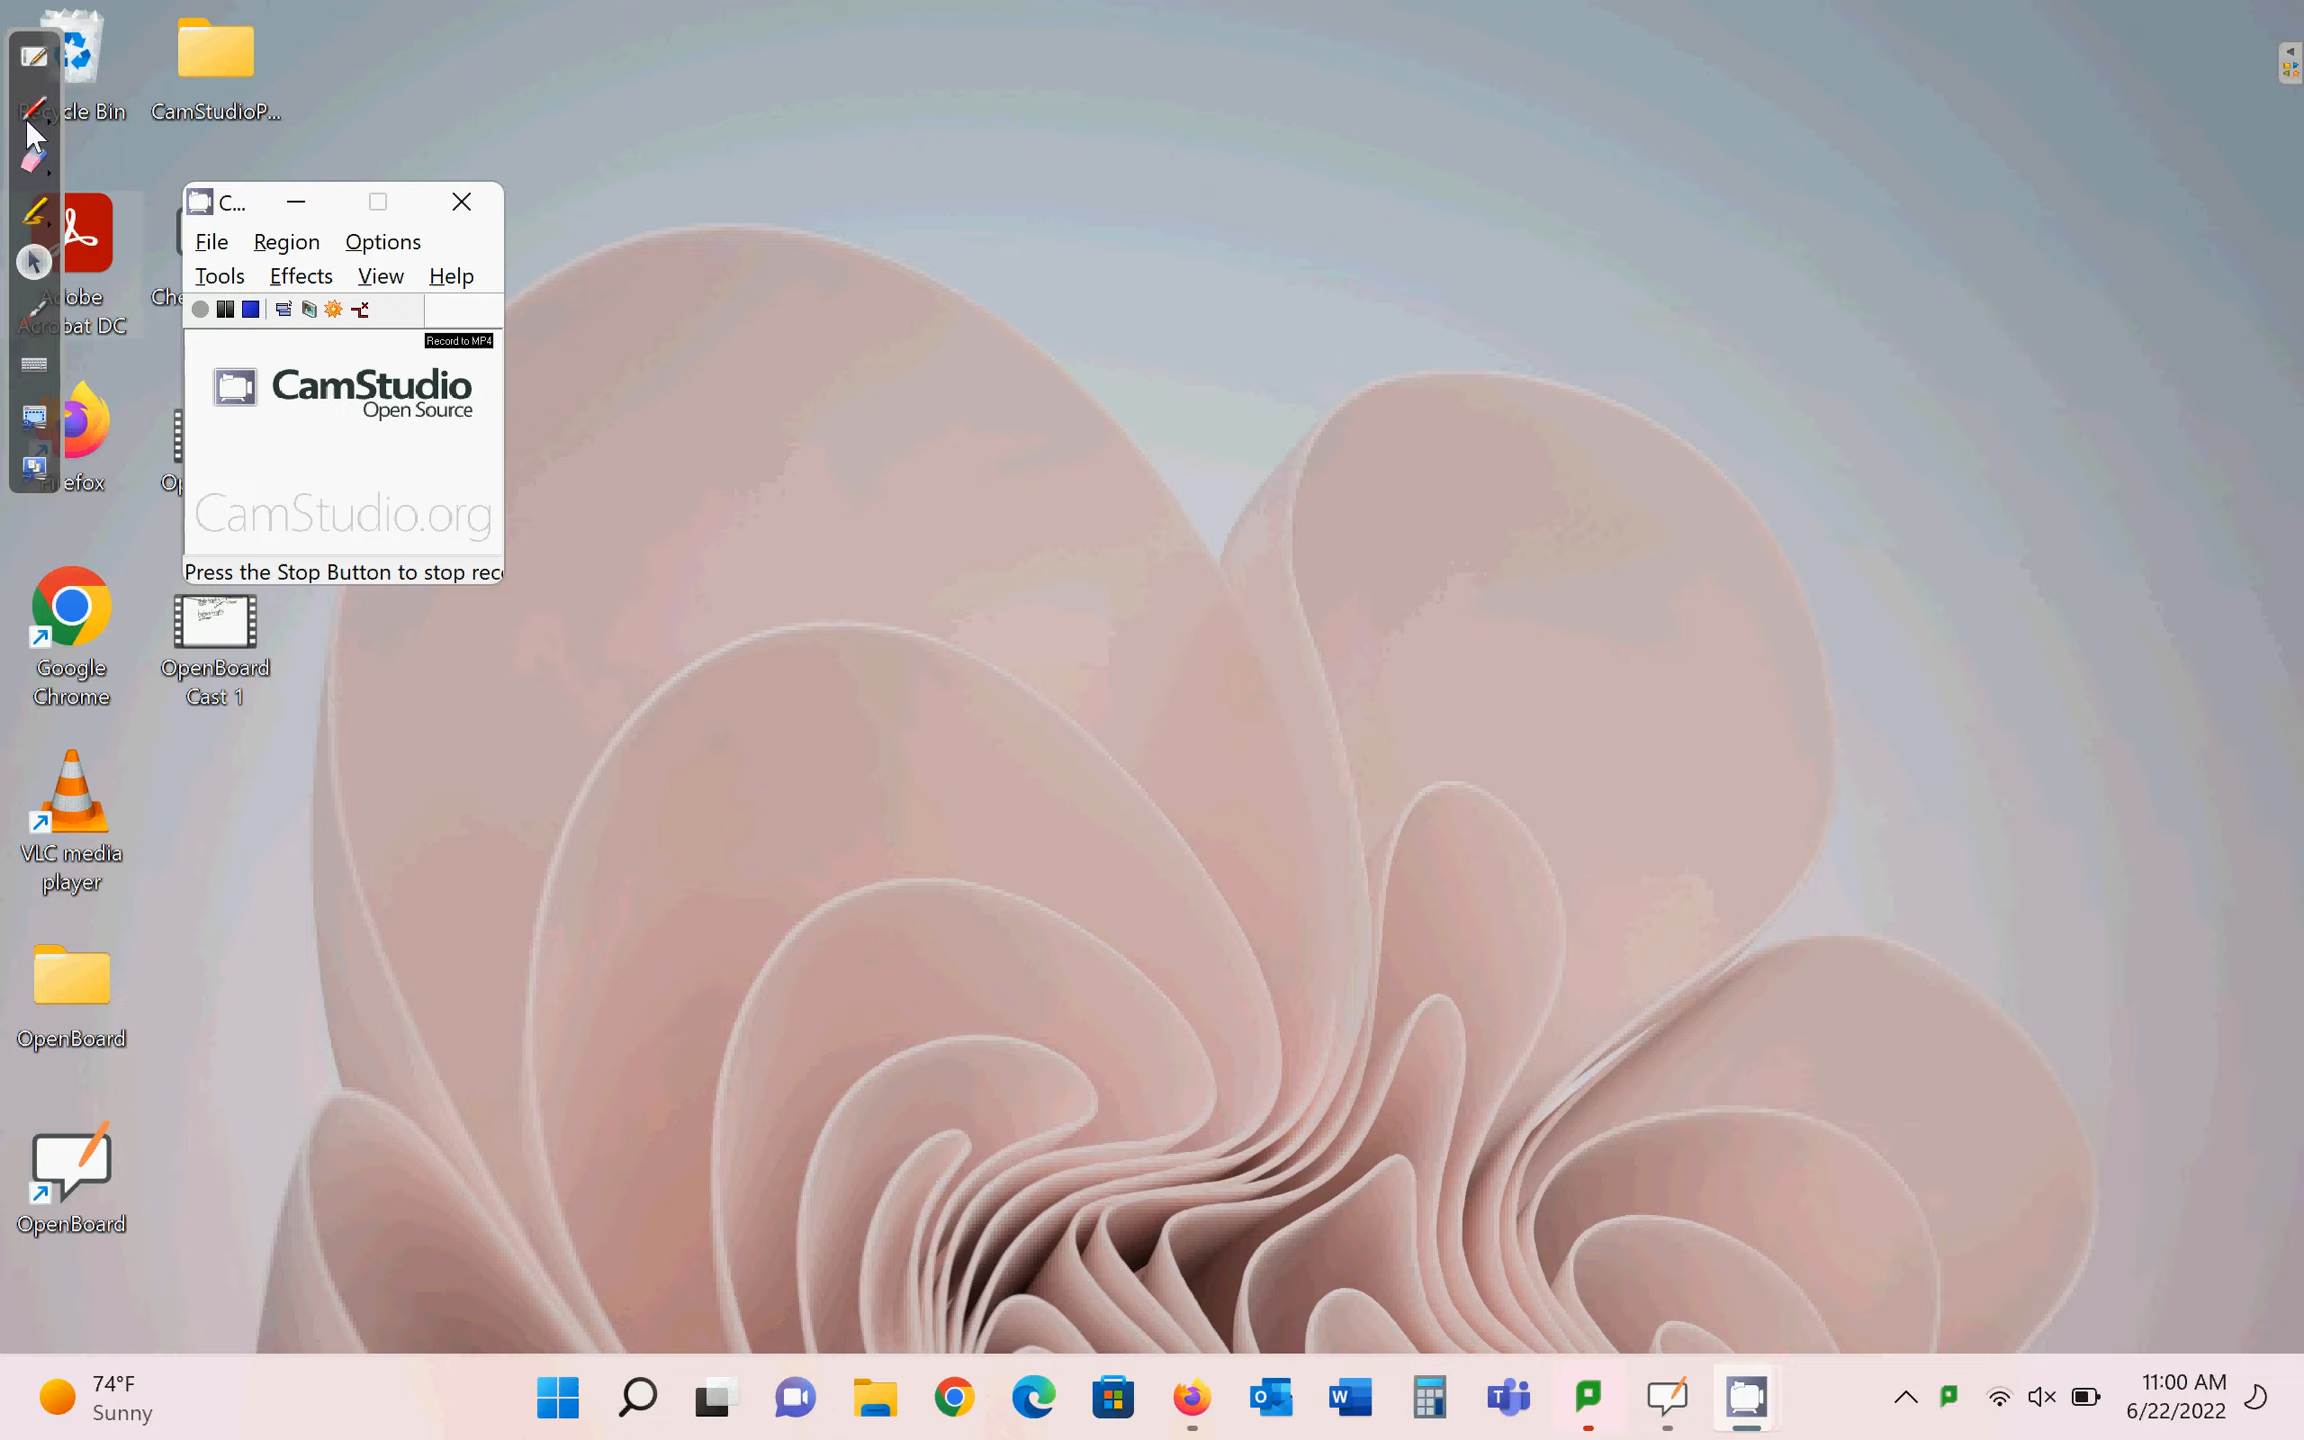 Recycle Bin
CamStudioP...
C...
File Region Options
Tools Effects View Help
Record to MP4
CamStudio
Open Source
CamStudio.org
Press the Stop Button to stop rec
Adobe
Acrobat DC
Che
Firefox
Op
Google
Chrome
OpenBoard
Cast 1
VLC media
player
OpenBoard
OpenBoard
74°F
Sunny
11:00 AM
6/22/2022